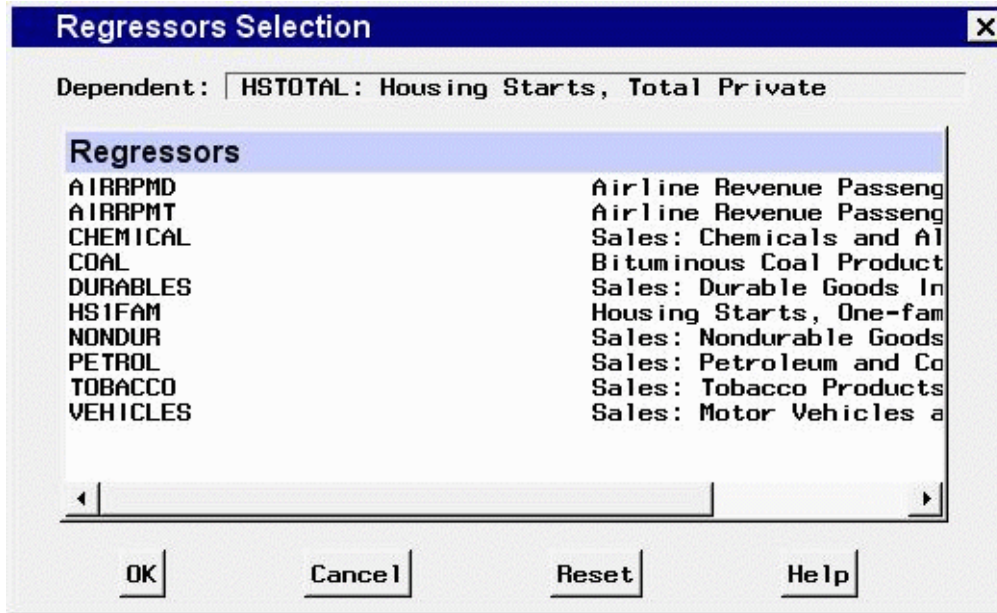 Regressors Selection
Dependent: HSTOTAL: Housing Starts, Total Private
Regressors
AIRRPMD Airline Revenue Passeng
AIRRPMT Airline Revenue Passeng
CHEMICAL Sales: Chemicals and Al
COAL Bituminous Coal Product
DURABLES Sales: Durable Goods In
HS1FAM Housing Starts, One-fam
NONDUR Sales: Nondurable Goods
PETROL Sales: Petroleum and Co
TOBACCO Sales: Tobacco Products
VEHICLES Sales: Motor Vehicles a
OK Cancel Reset Help